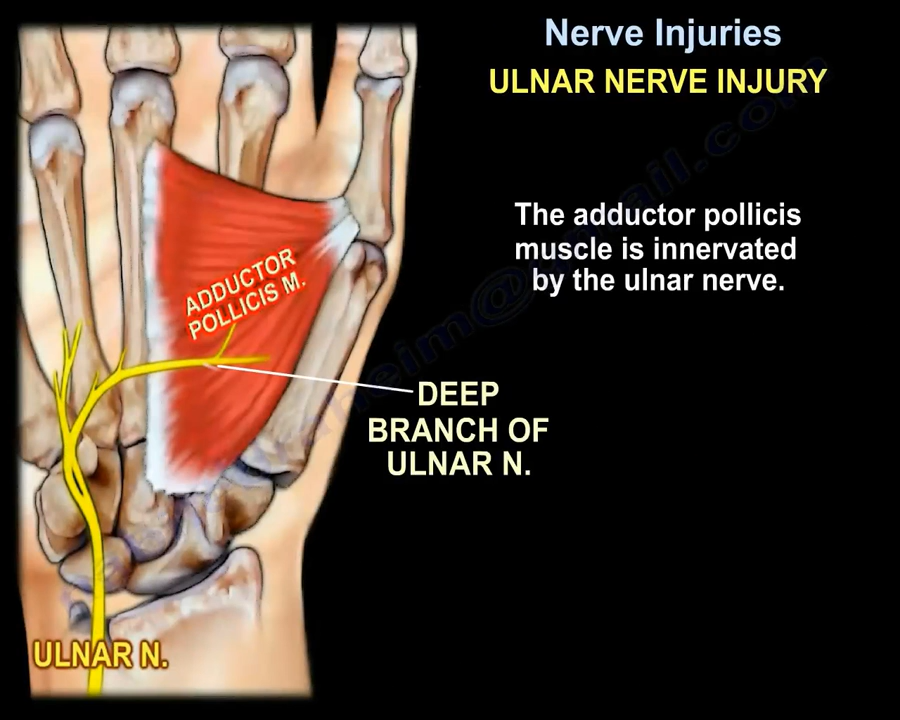 Nerve Injuries
ULNAR NERVE INJURY
The adductor pollicis
muscle is innervated
by the ulnar nerve.
ADDUCTOR
POLLICIS M.
DEEP
BRANCH OF
ULNAR N.
ULNAR N.